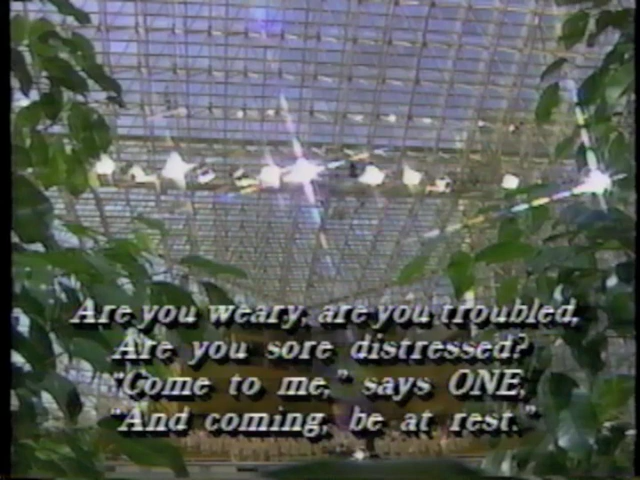 Are you weary, are you troubled,
Are you sore distressed?
"Come to me," says ONE,
"And coming, be at rest."